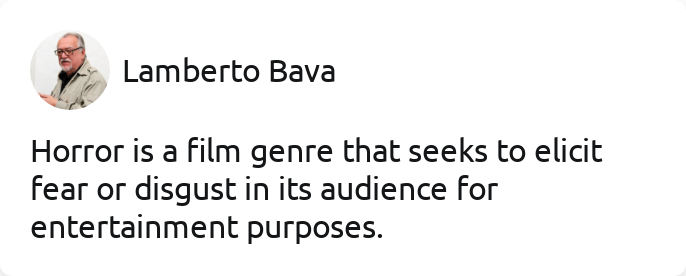 Lamberto Bava
Horror is a film genre that seeks to elicit
fear or disgust in its audience for
entertainment purposes.